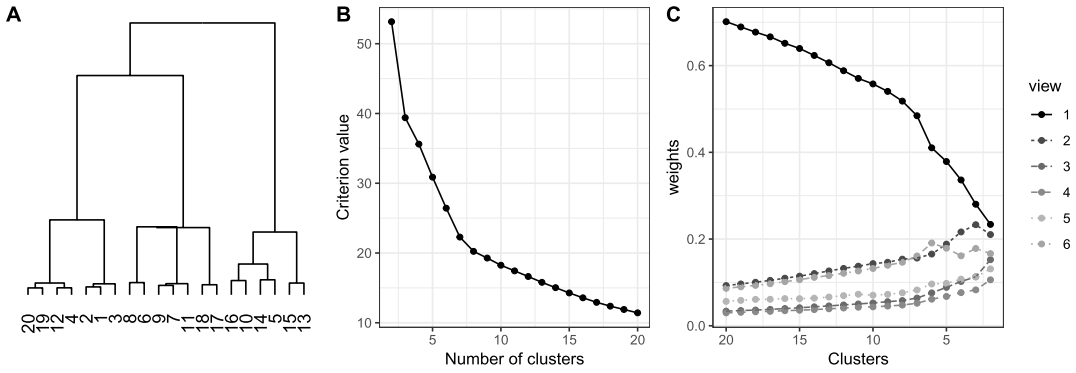 A
20 19 12 4 2 1 3 8 6 9 7 11 18 17 16 10 14 5 15 13
B
Criterion value
50
40
30
20
10
5 10 15 20
Number of clusters
C
weights
0.6
0.4
0.2
0.0
20 15 10 5
Clusters
view
1
2
3
4
5
6